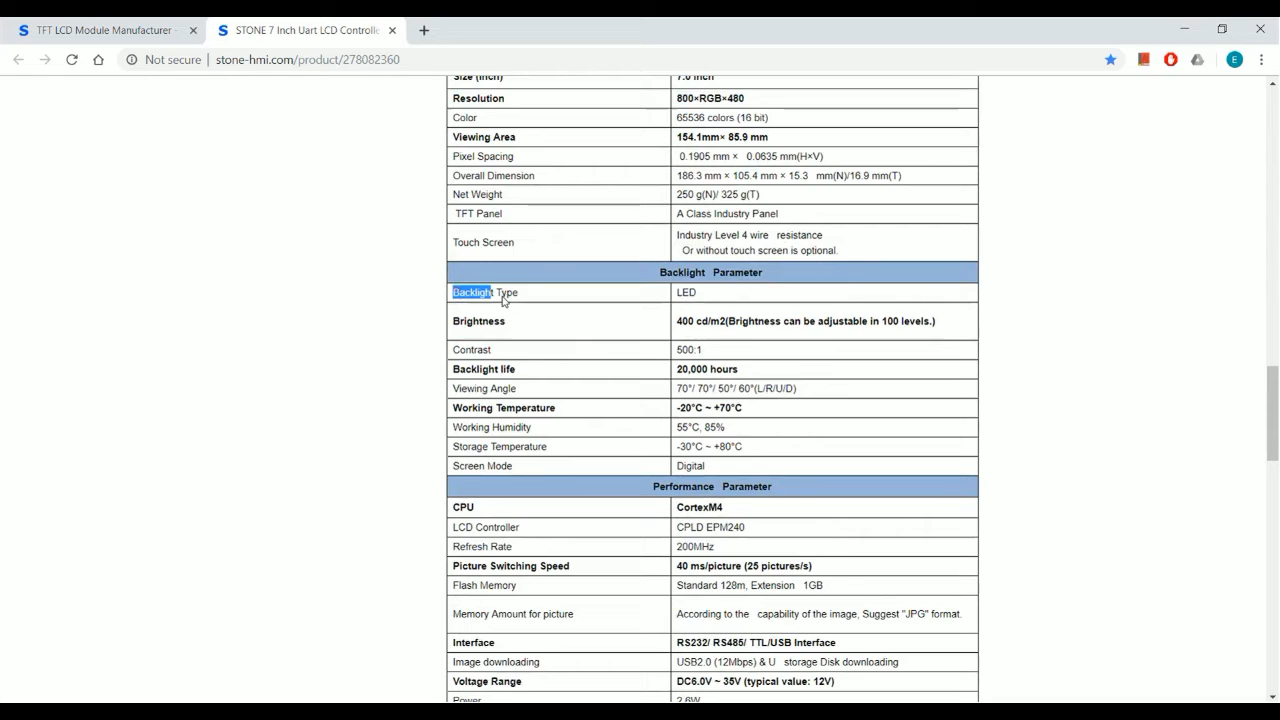 TFT LCD Module Manufacturer -
STONE 7 Inch Uart LCD Controlle
Not secure
stone-hmi.com/product/278082360
E
Size (inch) 7.0 inch
Resolution 800×RGB×480
Color 65536 colors (16 bit)
Viewing Area 154.1mm× 85.9 mm
Pixel Spacing 0.1905 mm × 0.0635 mm(H×V)
Overall Dimension 186.3 mm × 105.4 mm × 15.3 mm(N)/16.9 mm(T)
Net Weight 250 g(N)/ 325 g(T)
TFT Panel A Class Industry Panel
Touch Screen Industry Level 4 wire resistance
Or without touch screen is optional.
Backlight Parameter
Backlight Type LED
Brightness 400 cd/m2(Brightness can be adjustable in 100 levels.)
Contrast 500:1
Backlight life 20,000 hours
Viewing Angle 70°/ 70°/ 50°/ 60°(L/R/U/D)
Working Temperature -20°C ~ +70°C
Working Humidity 55°C, 85%
Storage Temperature -30°C ~ +80°C
Screen Mode Digital
Performance Parameter
CPU CortexM4
LCD Controller CPLD EPM240
Refresh Rate 200MHz
Picture Switching Speed 40 ms/picture (25 pictures/s)
Flash Memory Standard 128m, Extension 1GB
Memory Amount for picture According to the capability of the image, Suggest "JPG" format.
Interface RS232/ RS485/ TTL/USB Interface
Image downloading USB2.0 (12Mbps) & U storage Disk downloading
Voltage Range DC6.0V ~ 35V (typical value: 12V)
Power 2.6W